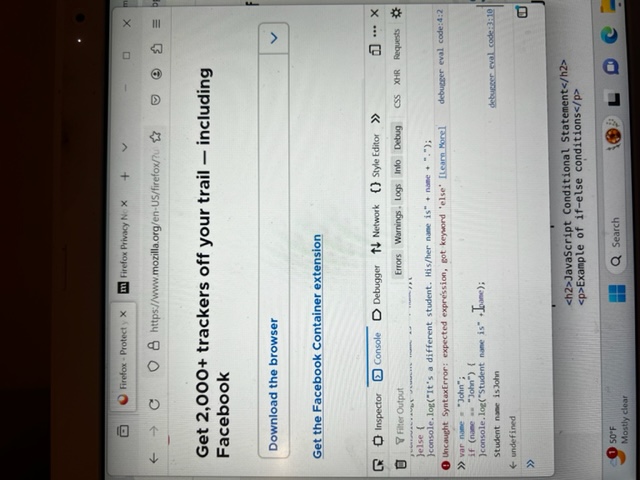 Firefox - Protect y
Firefox Privacy No
https://www.mozilla.org/en-US/firefox/?u
Get 2,000+ trackers off your trail — including
Facebook
Download the browser
Get the Facebook Container extension
Inspector
Console
Debugger
Network
{} Style Editor
Filter Output
Errors Warnings Logs Info Debug CSS XHR Requests
}else {
}console.log("It's a different student. His/her name is" + name + ".");
Uncaught SyntaxError: expected expression, got keyword 'else' [Learn More] debugger eval code:4:2
var name = "John";
if (name == "John") {
}console.log("Student name is" + name);
Student name isJohn debugger eval code:3:10
undefined
<h2>JavaScript Conditional Statement</h2>
<p>Example of if-else conditions</p>
1
50°F
Mostly clear
Search